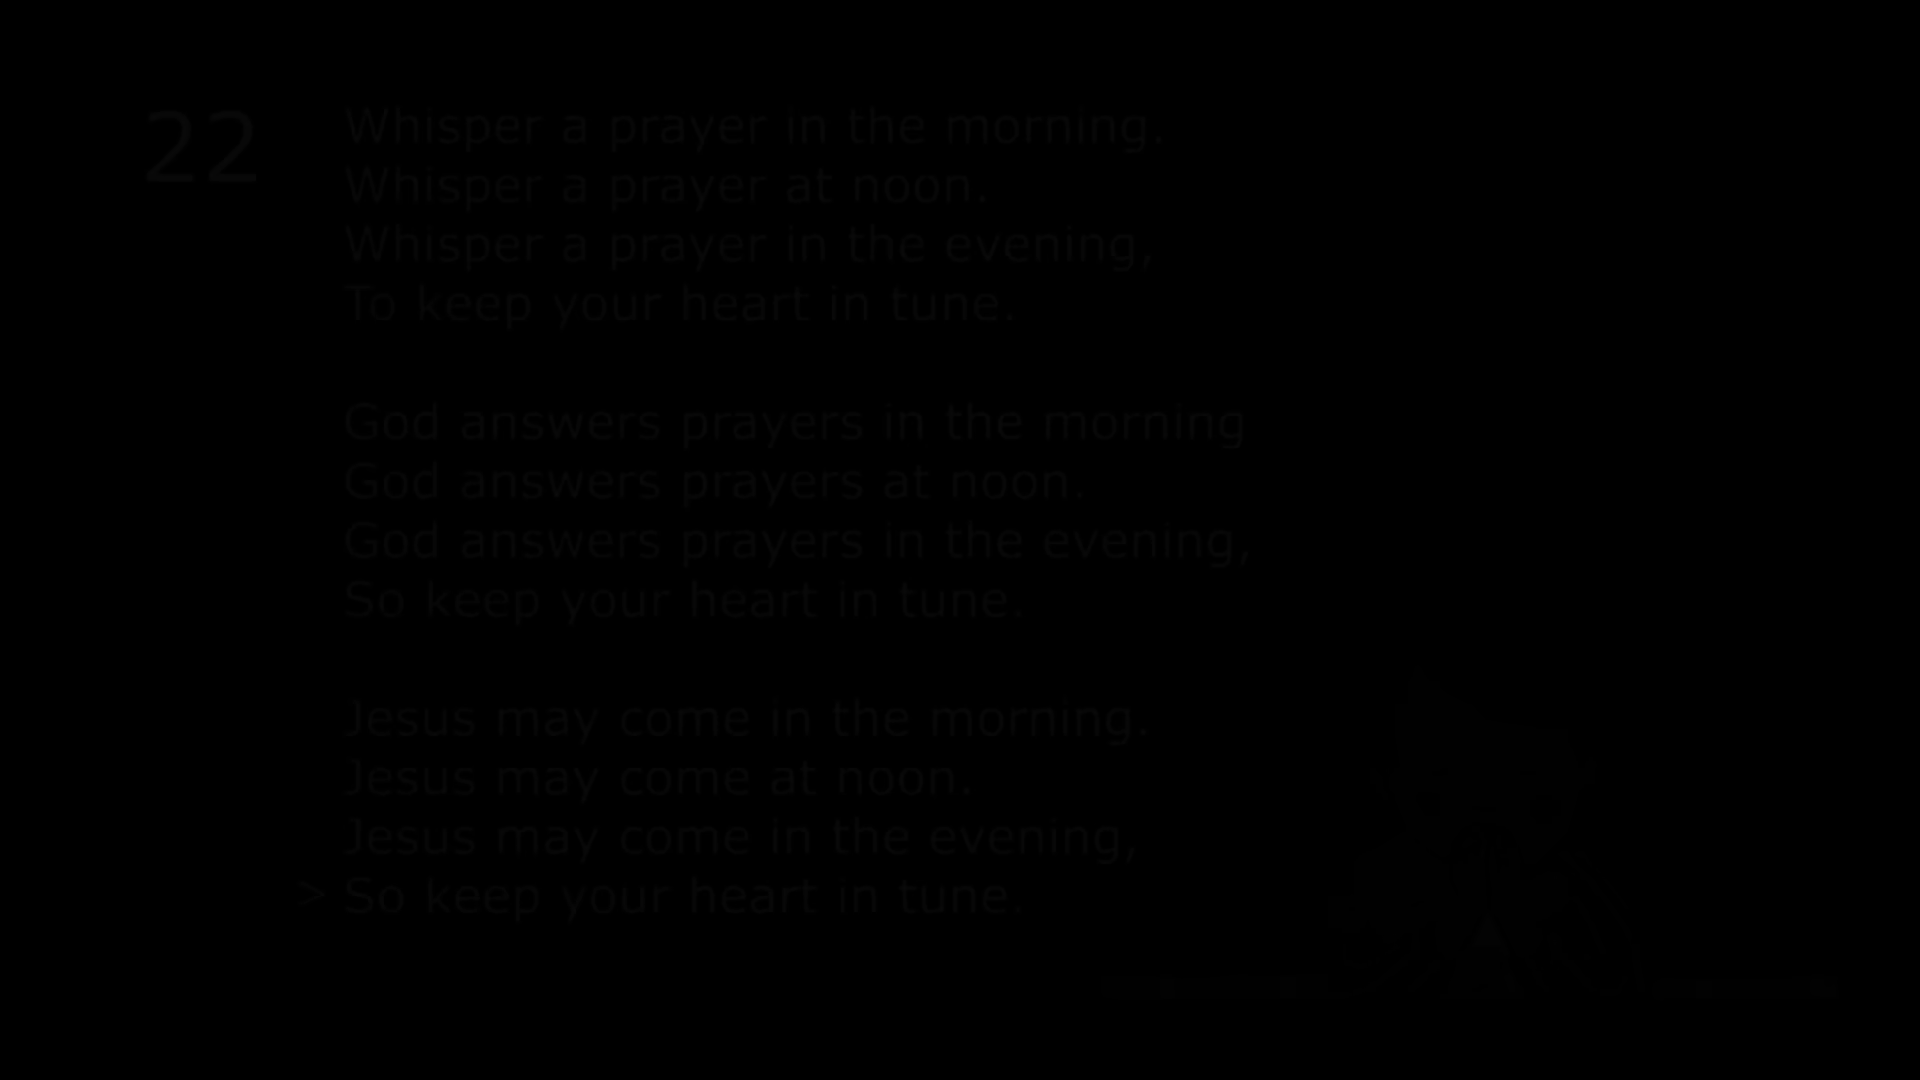 22
Whisper a prayer in the morning.
Whisper a prayer at noon.
Whisper a prayer in the evening,
To keep your heart in tune.
God answers prayers in the morning
God answers prayers at noon.
God answers prayers in the evening,
So keep your heart in tune.
Jesus may come in the morning.
Jesus may come at noon.
Jesus may come in the evening,
> So keep your heart in tune.